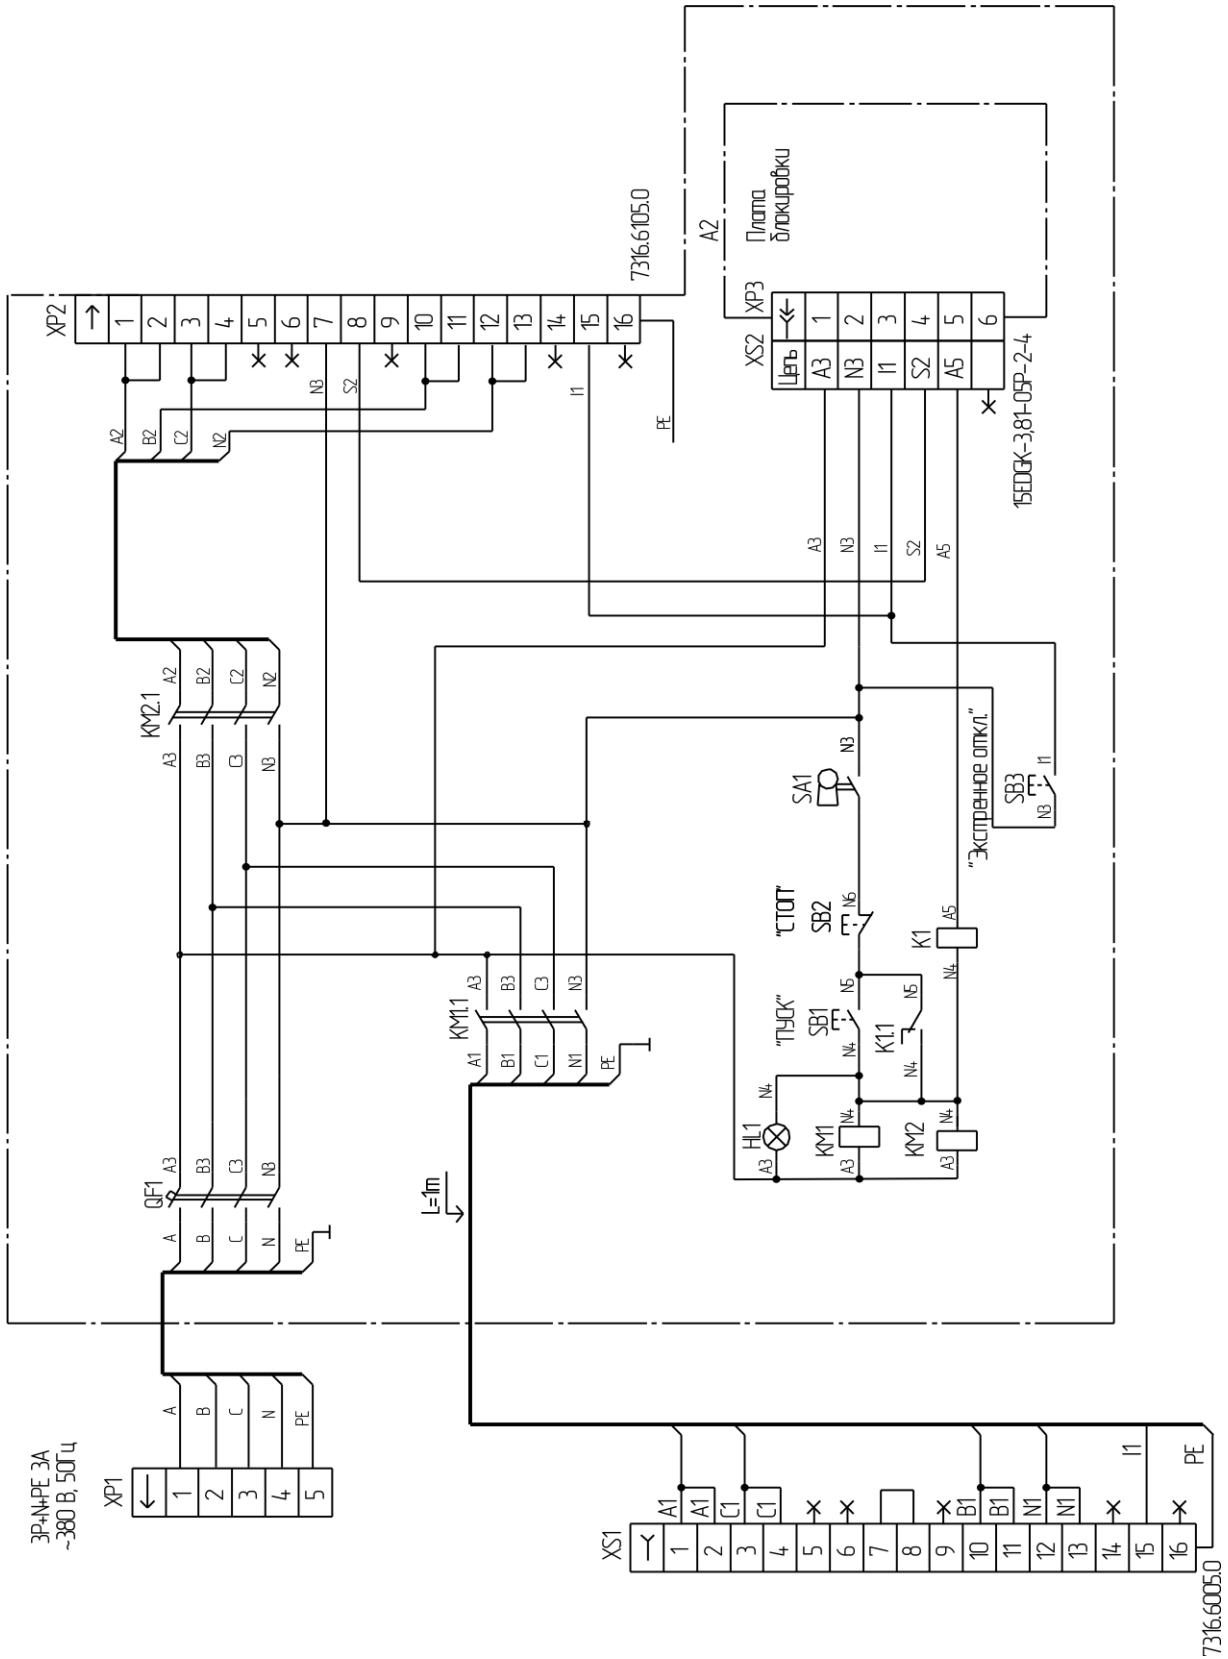 3P+N+PE 3А
~380 В, 50Гц
XP1
1
2
3
4
5
A
B
C
N
PE
A
B
C
N
PE
QF1
A3
B3
C3
N3
A3
B3
C3
N3
KM2.1
A2
B2
C2
N2
A2
B2
C2
N2
XP2
1
2
3
4
5
6
7
8
9
10
11
12
13
14
15
16
N3
S2
I1
PE
7316.6105.0
A2
Плата
блокировки
XS2
XP3
Цепь
A3
1
N3
2
I1
3
S2
4
A5
5
6
15EDGK-3,81-05P-2-4
A3
N3
I1
S2
A5
KM1.1
A3
B3
C3
N3
A1
B1
C1
N1
PE
L=1m
SA1
N3
"СТОП"
SB2
N6
"ПУСК"
SB1
N5
N4
K1.1
N5
N4
K1
A5
N4
HL1
N4
A3
KM1
N4
A3
KM2
N4
A3
"Экстренное откл."
SB3
I1
N3
XS1
1
2
3
4
5
6
7
8
9
10
11
12
13
14
15
16
A1
A1
C1
C1
B1
B1
N1
N1
I1
PE
7316.6005.0